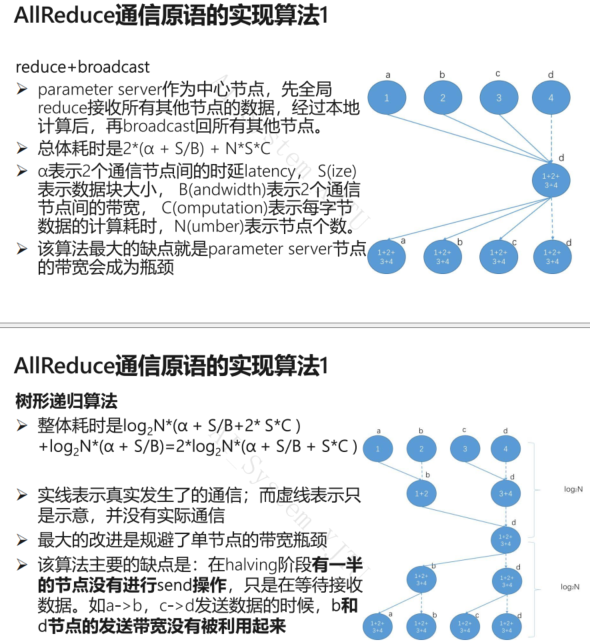 AllReduce通信原语的实现算法1
reduce+broadcast
➢ parameter server作为中心节点，先全局
reduce接收所有其他节点的数据，经过本地
计算后，再broadcast回所有其他节点。
➢ 总体耗时是2*(α + S/B) + N*S*C
➢ α表示2个通信节点间的时延latency， S(ize)
表示数据块大小， B(andwidth)表示2个通信
节点间的带宽， C(omputation)表示每字节
数据的计算耗时，N(umber)表示节点个数。
➢ 该算法最大的缺点就是parameter server节点
的带宽会成为瓶颈
a b c d
1 2 3 4
d
1+2+
3+4
a b c d
1+2+ 1+2+ 1+2+ 1+2+
3+4 3+4 3+4 3+4
AllReduce通信原语的实现算法1
树形递归算法
➢ 整体耗时是log₂N*(α + S/B+2* S*C )
+log₂N*(α + S/B)=2*log₂N*(α + S/B + S*C )
➢ 实线表示真实发生了的通信；而虚线表示只
是示意，并没有实际通信
➢ 最大的改进是规避了单节点的带宽瓶颈
➢ 该算法主要的缺点是：在halving阶段有一半
的节点没有进行send操作，只是在等待接收
数据。如a->b，c->d发送数据的时候，b和
d节点的发送带宽没有被利用起来
a b c d
1 2 3 4
b d
1+2 3+4
log₂N
d
1+2+
3+4
b d
1+2+ 1+2+
3+4 3+4
log₂N
a b c d
1+2+ 1+2+ 1+2+ 1+2+
3+4 3+4 3+4 3+4